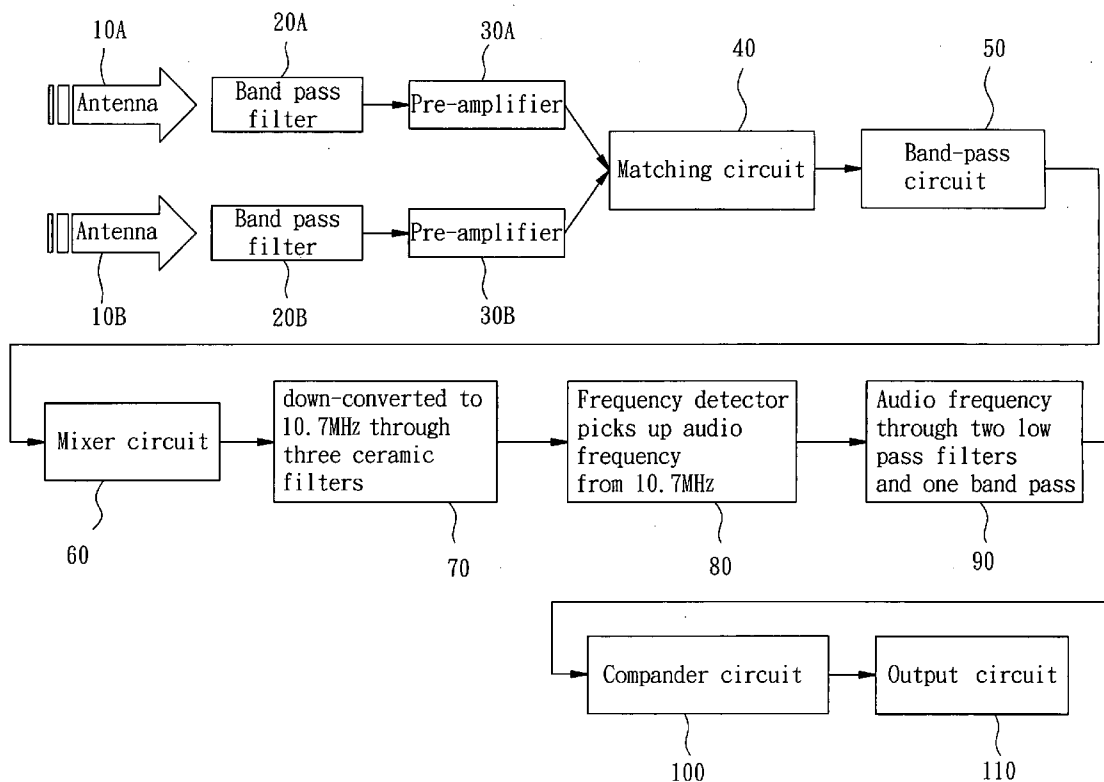 10A
20A
30A
40
50
Antenna
Band pass
filter
Pre-amplifier
Matching circuit
Band-pass
circuit
Antenna
Band pass
filter
Pre-amplifier
10B
20B
30B
Mixer circuit
down-converted to
10.7MHz through
three ceramic
filters
Frequency detector
picks up audio
frequency
from 10.7MHz
Audio frequency
through two low
pass filters
and one band pass
60
70
80
90
Compander circuit
Output circuit
100
110